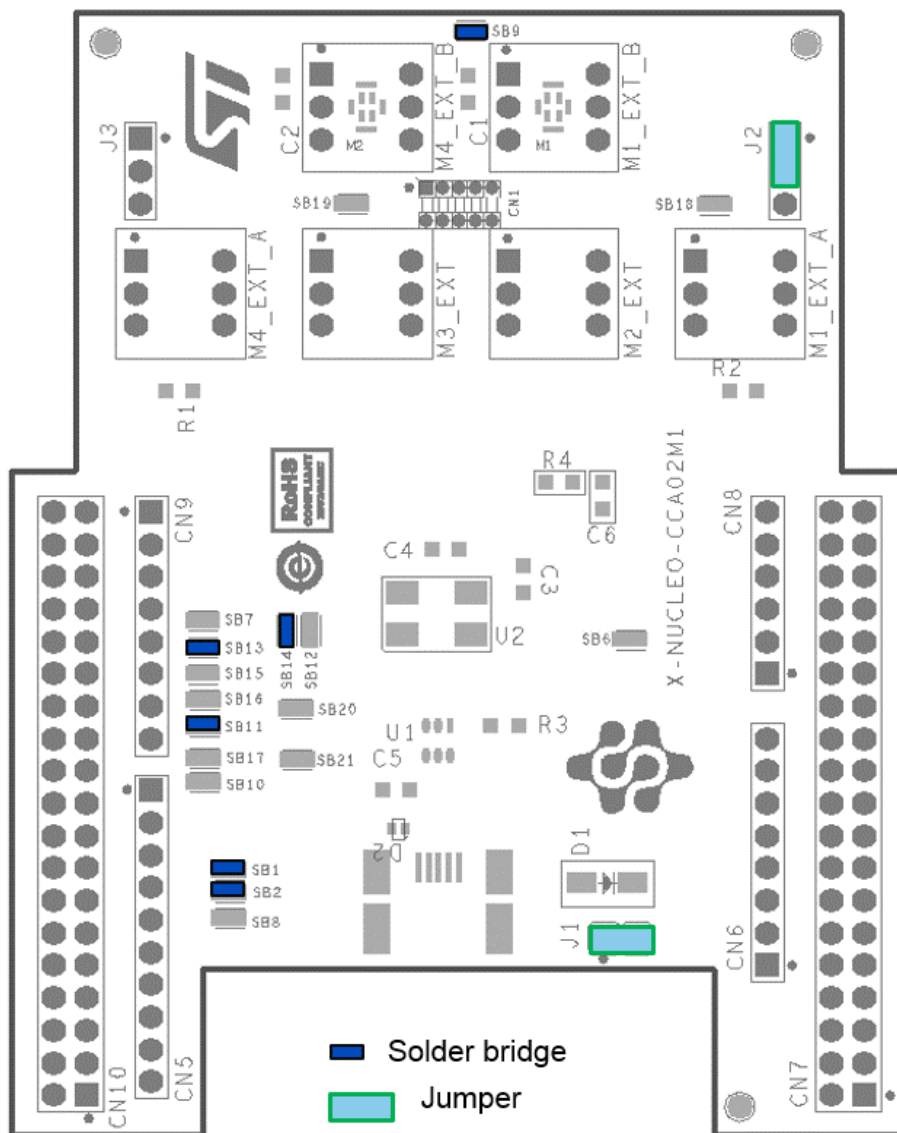 SB9
J3
C2
M2
M4_EXT_B
C1
M1
M1_EXT_B
J2
SB19
CN1
SB18
M4_EXT_A
M3_EXT
M2_EXT
M1_EXT_A
R1
R2
RoHS
COMPLIANT
R4
C6
X-NUCLEO-CCA02M1
CN9
CN8
C4
C3
U2
SB7
SB13
SB15
SB16
SB11
SB17
SB10
SB14
SB12
SB20
SB21
SB6
U1
R3
C5
D2
D1
SB1
SB2
SB8
J1
CN6
CN10
CN5
CN7
Solder bridge
Jumper